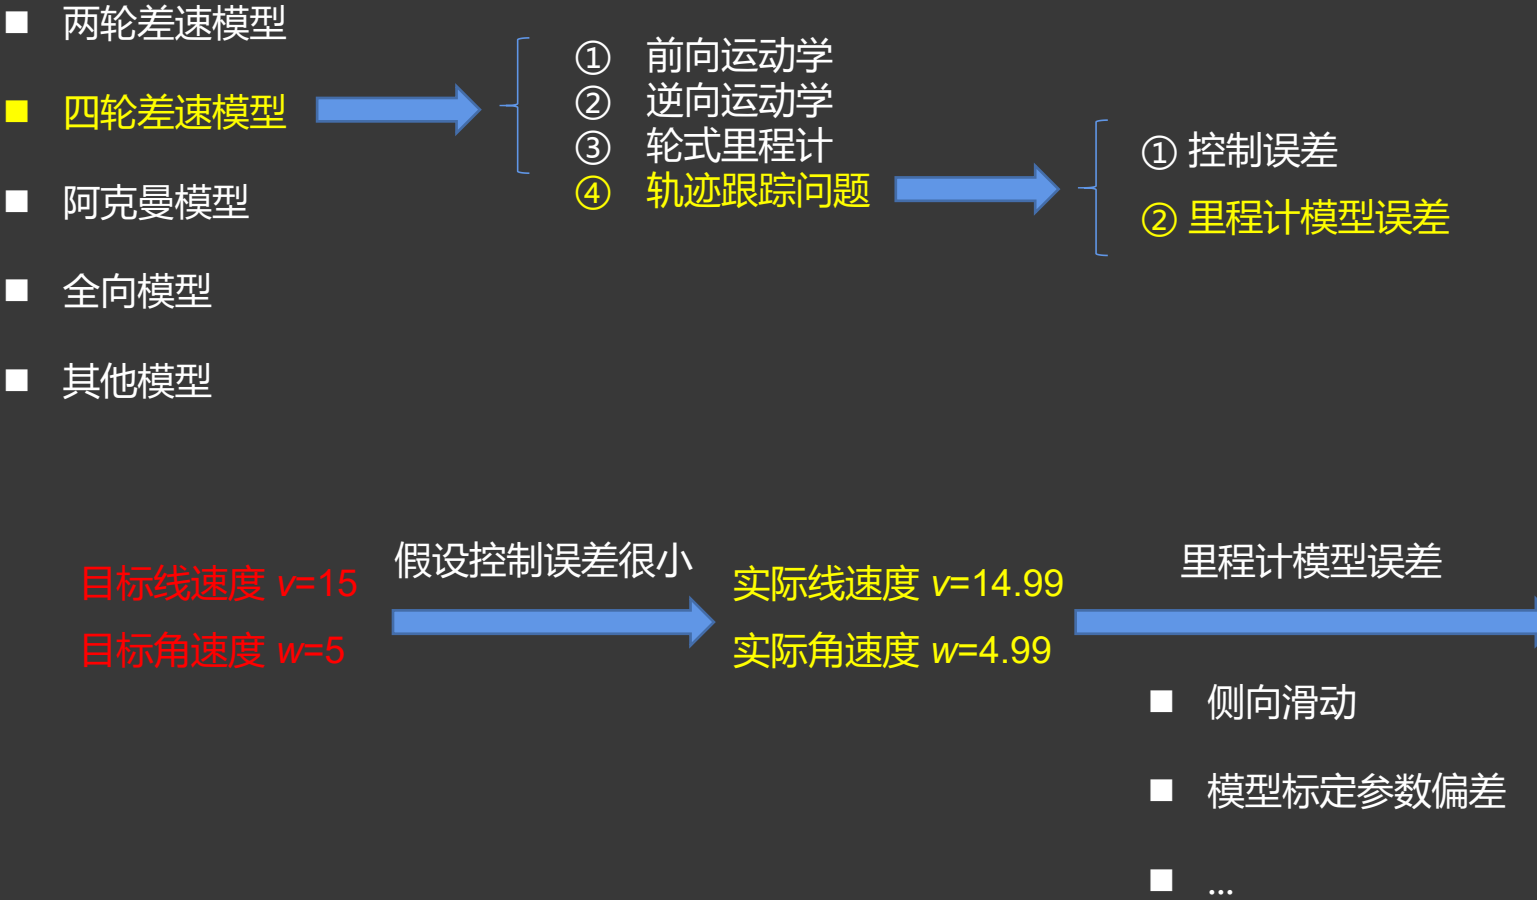 ■ 两轮差速模型
■ 四轮差速模型
■ 阿克曼模型
■ 全向模型
■ 其他模型
① 前向运动学
② 逆向运动学
③ 轮式里程计
④ 轨迹跟踪问题
① 控制误差
② 里程计模型误差
目标线速度 v=15
目标角速度 w=5
假设控制误差很小
实际线速度 v=14.99
实际角速度 w=4.99
里程计模型误差
■ 侧向滑动
■ 模型标定参数偏差
■ ...